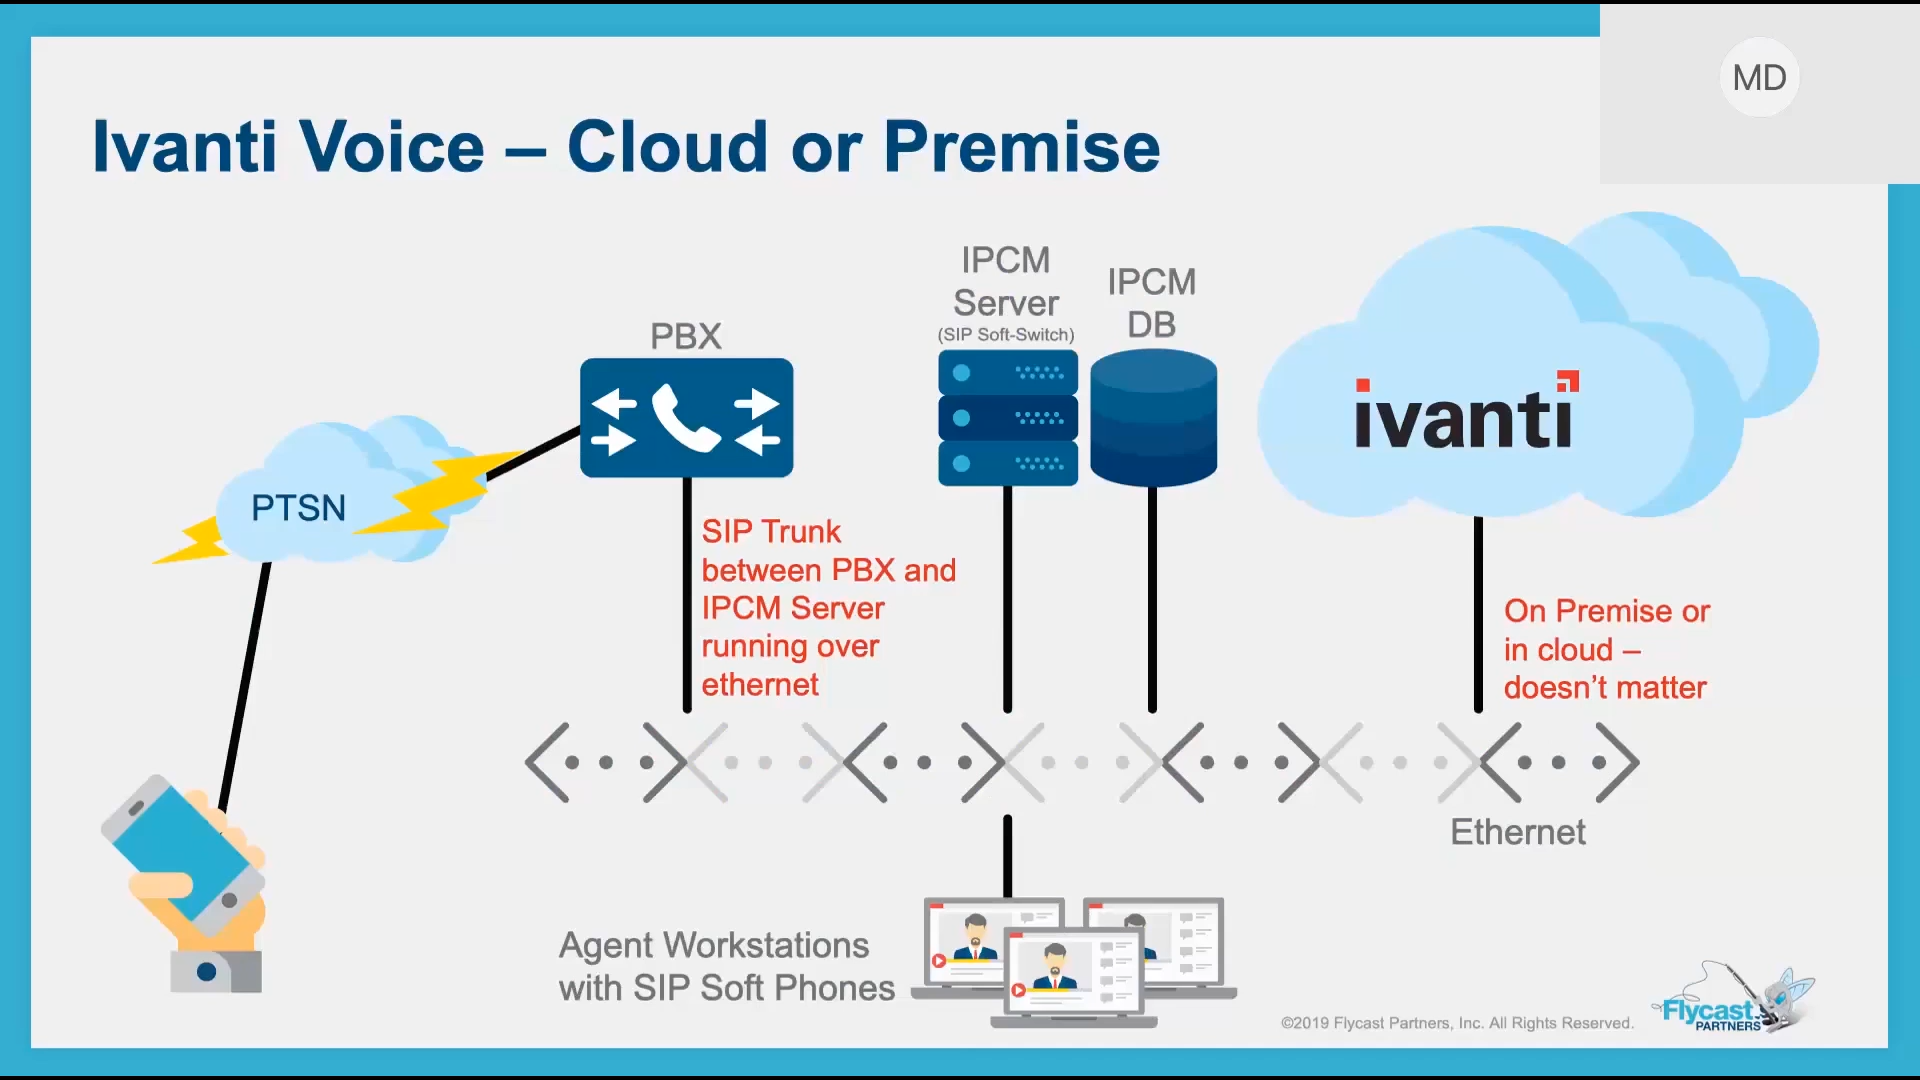 MD
Ivanti Voice – Cloud or Premise
IPCM
Server
(SIP Soft-Switch)
IPCM
DB
PBX
ivanti
PTSN
SIP Trunk
between PBX and
IPCM Server
running over
ethernet
On Premise or
in cloud –
doesn't matter
Ethernet
Agent Workstations
with SIP Soft Phones
©2019 Flycast Partners, Inc. All Rights Reserved.
Flycast
PARTNERS